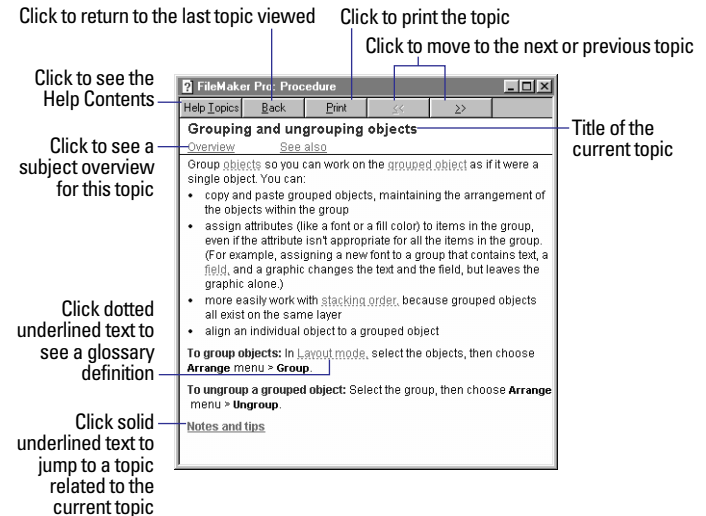 Click to return to the last topic viewed
Click to print the topic
Click to move to the next or previous topic
Click to see the
Help Contents
Click to see a
subject overview
for this topic
Click dotted
underlined text to
see a glossary
definition
Click solid
underlined text to
jump to a topic
related to the
current topic
? FileMaker Pro: Procedure
Help Topics Back Print << >>
Grouping and ungrouping objects
Overview See also
Group objects so you can work on the grouped object as if it were a
single object. You can:
• copy and paste grouped objects, maintaining the arrangement of
the objects within the group
• assign attributes (like a font or a fill color) to items in the group,
even if the attribute isn't appropriate for all the items in the group.
(For example, assigning a new font to a group that contains text, a
field, and a graphic changes the text and the field, but leaves the
graphic alone.)
• more easily work with stacking order, because grouped objects
all exist on the same layer
• align an individual object to a grouped object
To group objects: In Layout mode, select the objects, then choose
Arrange menu > Group.
To ungroup a grouped object: Select the group, then choose Arrange
menu > Ungroup.
Notes and tips
Title of the
current topic